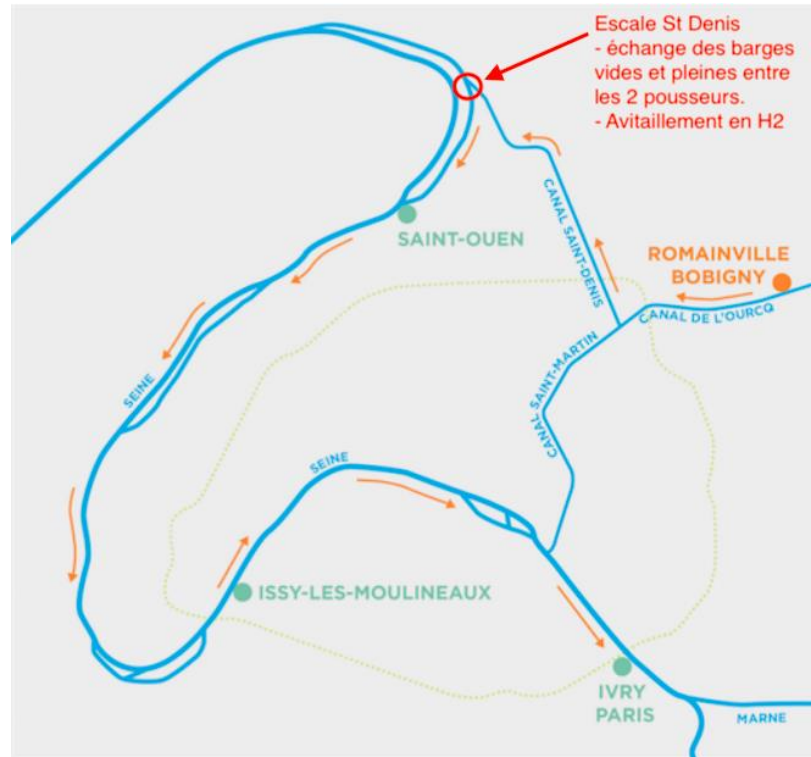 Escale St Denis
- échange des barges
vides et pleines entre
les 2 pousseurs.
- Avitaillement en H2
SAINT-OUEN
CANAL SAINT-DENIS
ROMAINVILLE
BOBIGNY
CANAL DE L'OURCQ
CANAL SAINT-MARTIN
SEINE
SEINE
ISSY-LES-MOULINEAUX
IVRY
PARIS
MARNE